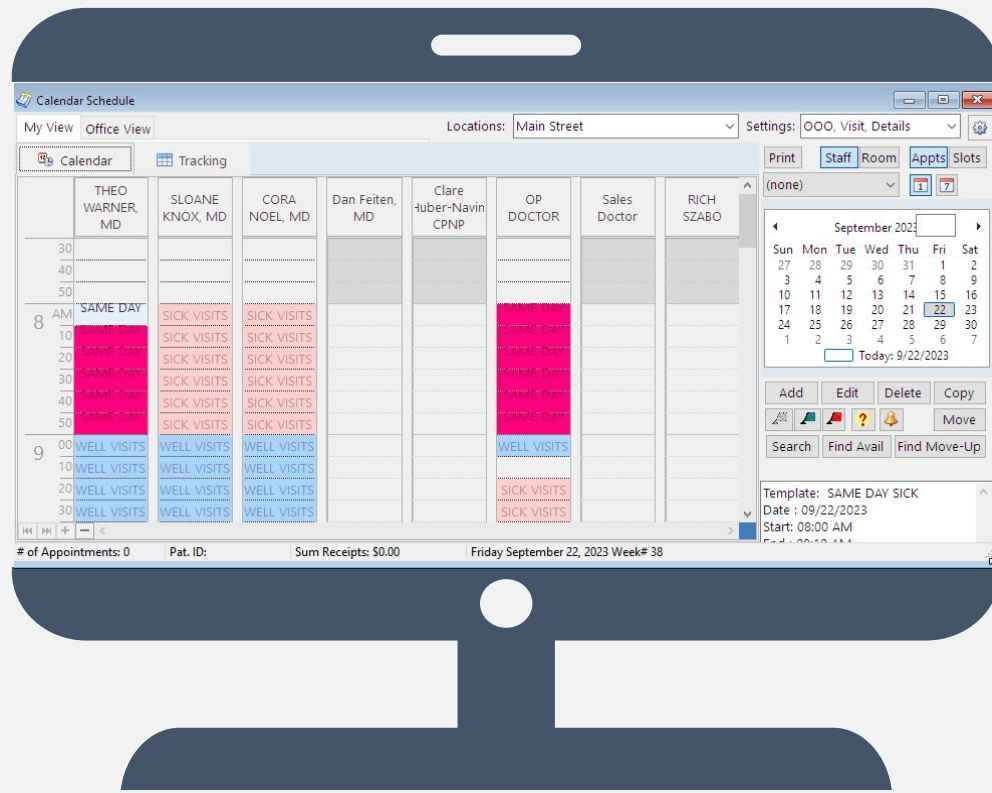 Calendar Schedule
My View Office View Locations: Main Street Settings: OOO, Visit, Details
Calendar Tracking Print Staff Room Appts Slots
(none) 1 7
THEO WARNER, MD SLOANE KNOX, MD CORA NOEL, MD Dan Feiten, MD Clare Huber-Navin CPNP OP DOCTOR Sales Doctor RICH SZABO
30
40
50
8 AM SAME DAY SICK VISITS SICK VISITS SAME DAY
10 SAME DAY SICK VISITS SICK VISITS SAME DAY
20 SAME DAY SICK VISITS SICK VISITS SAME DAY
30 SAME DAY SICK VISITS SICK VISITS SAME DAY
40 SAME DAY SICK VISITS SICK VISITS SAME DAY
50 SAME DAY SICK VISITS SICK VISITS SAME DAY
9 00 WELL VISITS WELL VISITS WELL VISITS WELL VISITS
10 WELL VISITS WELL VISITS WELL VISITS
20 WELL VISITS WELL VISITS WELL VISITS SICK VISITS
30 WELL VISITS WELL VISITS WELL VISITS SICK VISITS
September 2023
Sun Mon Tue Wed Thu Fri Sat
27 28 29 30 31 1 2
3 4 5 6 7 8 9
10 11 12 13 14 15 16
17 18 19 20 21 22 23
24 25 26 27 28 29 30
1 2 3 4 5 6 7
Today: 9/22/2023
Add Edit Delete Copy
? Move
Search Find Avail Find Move-Up
Template: SAME DAY SICK
Date : 09/22/2023
Start: 08:00 AM
# of Appointments: 0 Pat. ID: Sum Receipts: $0.00 Friday September 22, 2023 Week# 38